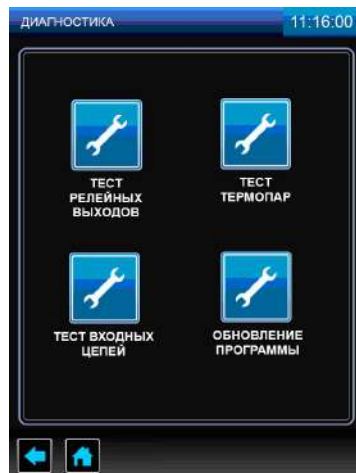 ДИАГНОСТИКА 11:16:00
ТЕСТ
РЕЛЕЙНЫХ
ВЫХОДОВ
ТЕСТ
ТЕРМОПАР
ТЕСТ ВХОДНЫХ
ЦЕПЕЙ
ОБНОВЛЕНИЕ
ПРОГРАММЫ